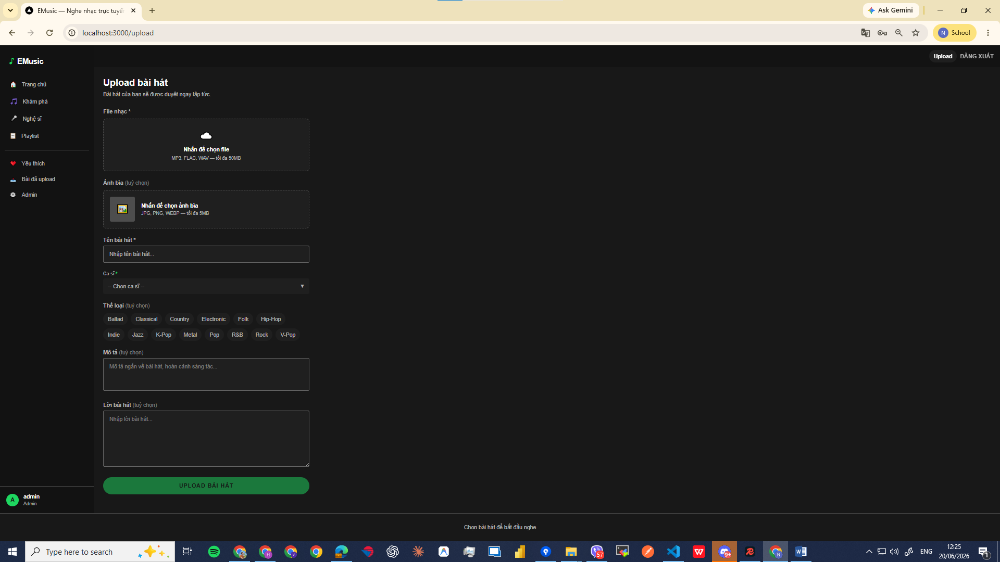 EMusic — Nghe nhạc trực tuyến
Ask Gemini
localhost:3000/upload
N School
EMusic
Upload ĐĂNG XUẤT
Trang chủ
Khám phá
Nghệ sĩ
Playlist
Yêu thích
Bài đã upload
Admin
Upload bài hát
Bài hát của bạn sẽ được duyệt ngay lập tức.
File nhạc *
Nhấn để chọn file
MP3, FLAC, WAV — tối đa 50MB
Ảnh bìa (tuỳ chọn)
Nhấn để chọn ảnh bìa
JPG, PNG, WEBP — tối đa 5MB
Tên bài hát *
Nhập tên bài hát...
Ca sĩ *
-- Chọn ca sĩ --
Thể loại (tuỳ chọn)
Ballad Classical Country Electronic Folk Hip-Hop
Indie Jazz K-Pop Metal Pop R&B Rock V-Pop
Mô tả (tuỳ chọn)
Mô tả ngắn về bài hát, hoàn cảnh sáng tác...
Lời bài hát (tuỳ chọn)
Nhập lời bài hát...
UPLOAD BÀI HÁT
A admin
Admin
Chọn bài hát để bắt đầu nghe
Type here to search
H
V
57
9+
N
ENG
12:25
20/06/2026
1